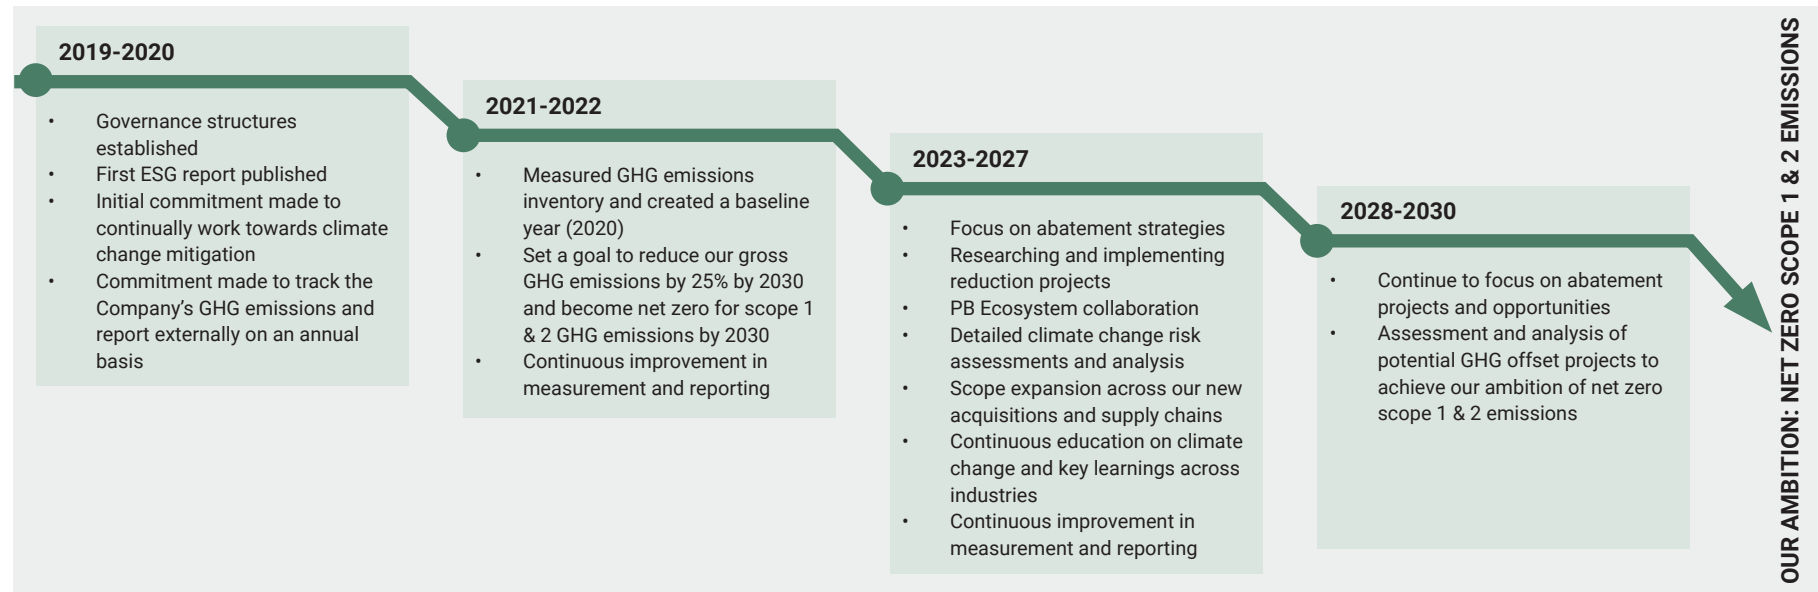 2019-2020
• Governance structures
established
• First ESG report published
• Initial commitment made to
continually work towards climate
change mitigation
• Commitment made to track the
Company’s GHG emissions and
report externally on an annual
basis
2021-2022
• Measured GHG emissions
inventory and created a baseline
year (2020)
• Set a goal to reduce our gross
GHG emissions by 25% by 2030
and become net zero for scope 1
& 2 GHG emissions by 2030
• Continuous improvement in
measurement and reporting
2023-2027
• Focus on abatement strategies
• Researching and implementing
reduction projects
• PB Ecosystem collaboration
• Detailed climate change risk
assessments and analysis
• Scope expansion across our new
acquisitions and supply chains
• Continuous education on climate
change and key learnings across
industries
• Continuous improvement in
measurement and reporting
2028-2030
• Continue to focus on abatement
projects and opportunities
• Assessment and analysis of
potential GHG offset projects to
achieve our ambition of net zero
scope 1 & 2 emissions
OUR AMBITION: NET ZERO SCOPE 1 & 2 EMISSIONS